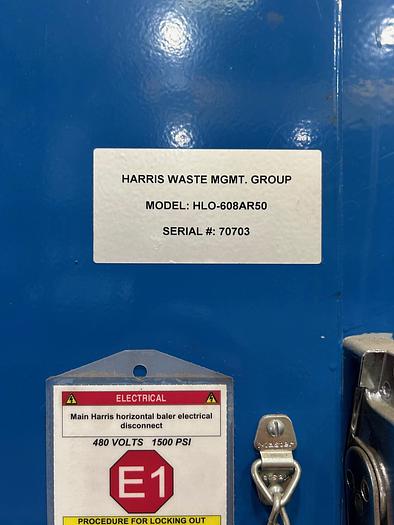 HARRIS WASTE MGMT. GROUP
MODEL: HLO-608AR50
SERIAL #: 70703
ELECTRICAL
Main Harris horizontal baler electrical
disconnect
480 VOLTS 1500 PSI
E1
PROCEDURE FOR LOCKING OUT
Master